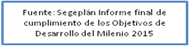 Fuente: Segeplán Informe final de
cumplimiento de los Objetivos de
Desarrollo del Milenio 2015